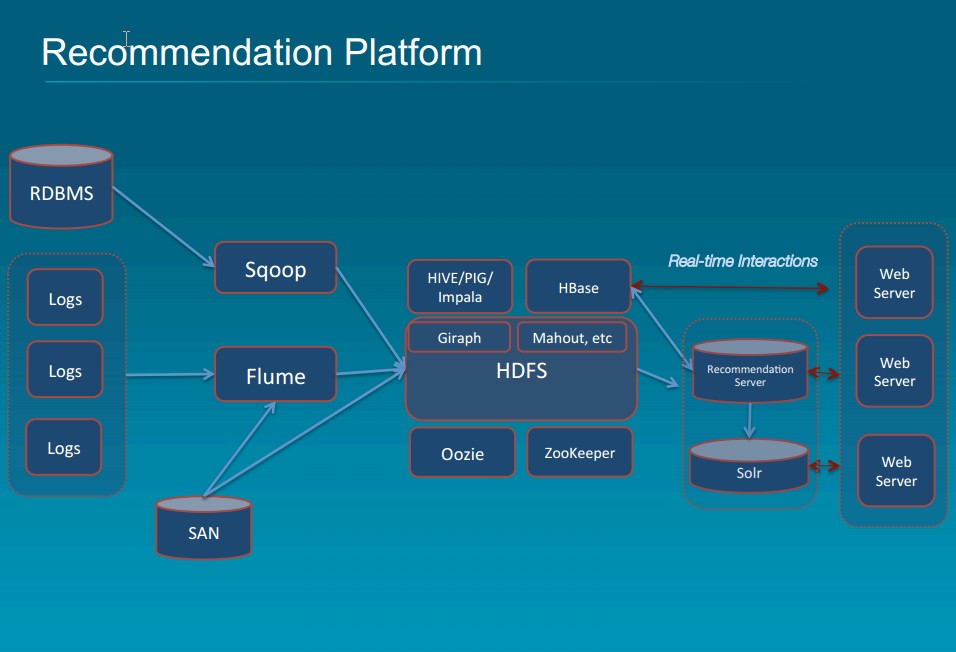 Recommendation Platform
RDBMS
Logs
Logs
Logs
SAN
Sqoop
Flume
HIVE/PIG/
Impala
HBase
Giraph
Mahout, etc
HDFS
Oozie
ZooKeeper
Real-time Interactions
Recommendation
Server
Solr
Web
Server
Web
Server
Web
Server